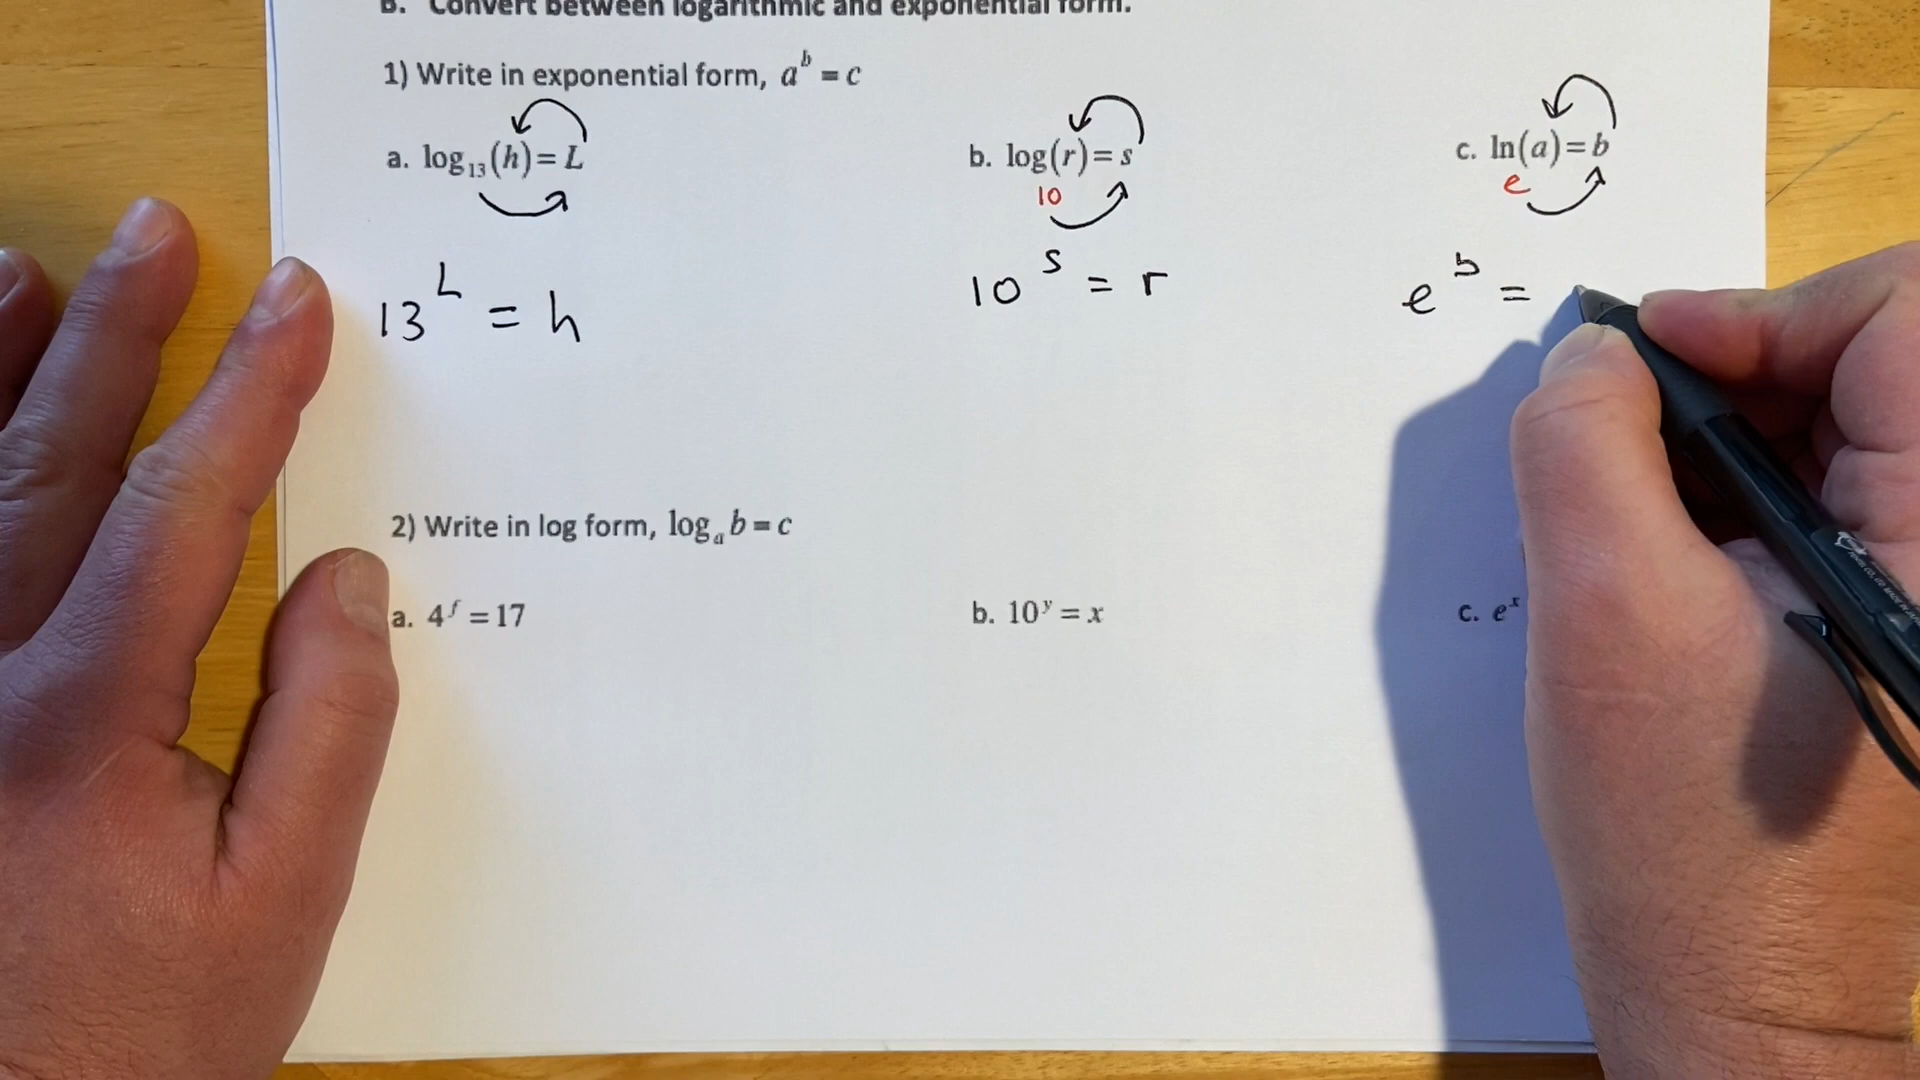 B. Convert between logarithmic and exponential form.
1) Write in exponential form, a^b = c
a. log₁₃(h) = L
b. log(r) = s
c. ln(a) = b
10
e
13^L = h
10^s = r
e^b =
2) Write in log form, logₐ b = c
a. 4^f = 17
b. 10^y = x
c. e^x